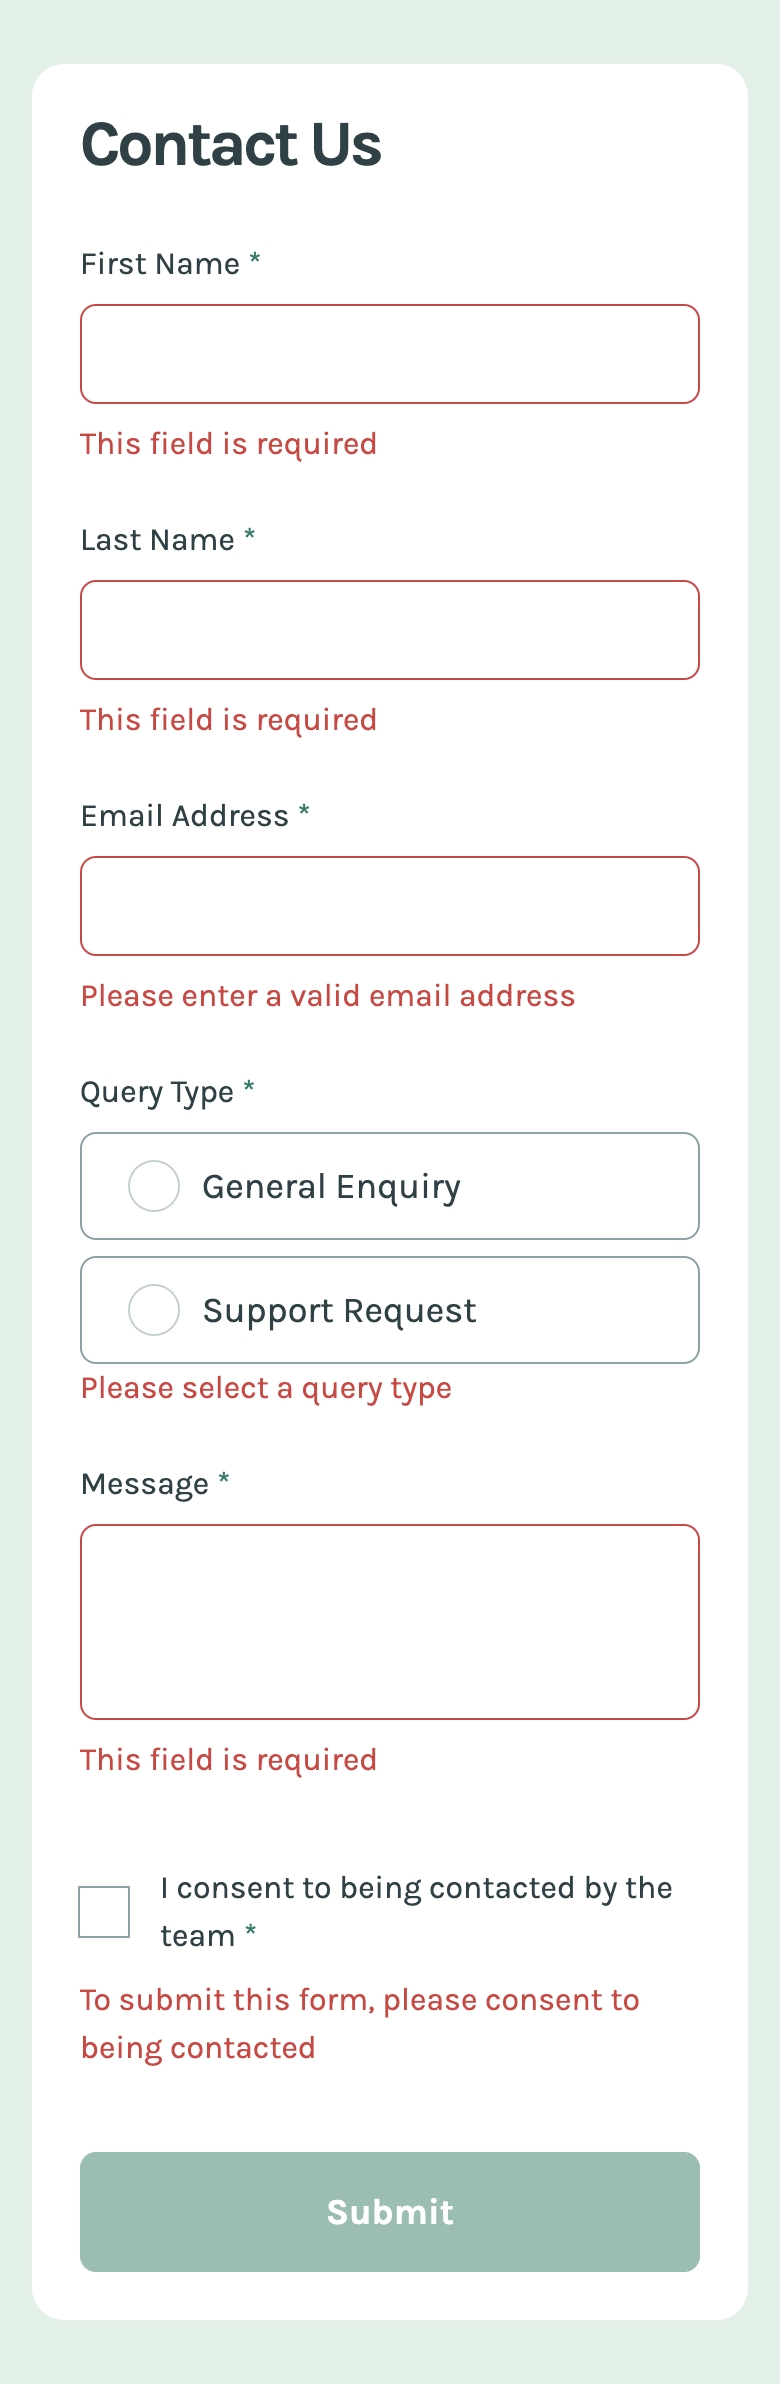 Contact Us
First Name *
This field is required
Last Name *
This field is required
Email Address *
Please enter a valid email address
Query Type *
General Enquiry
Support Request
Please select a query type
Message *
This field is required
I consent to being contacted by the
team *
To submit this form, please consent to
being contacted
Submit